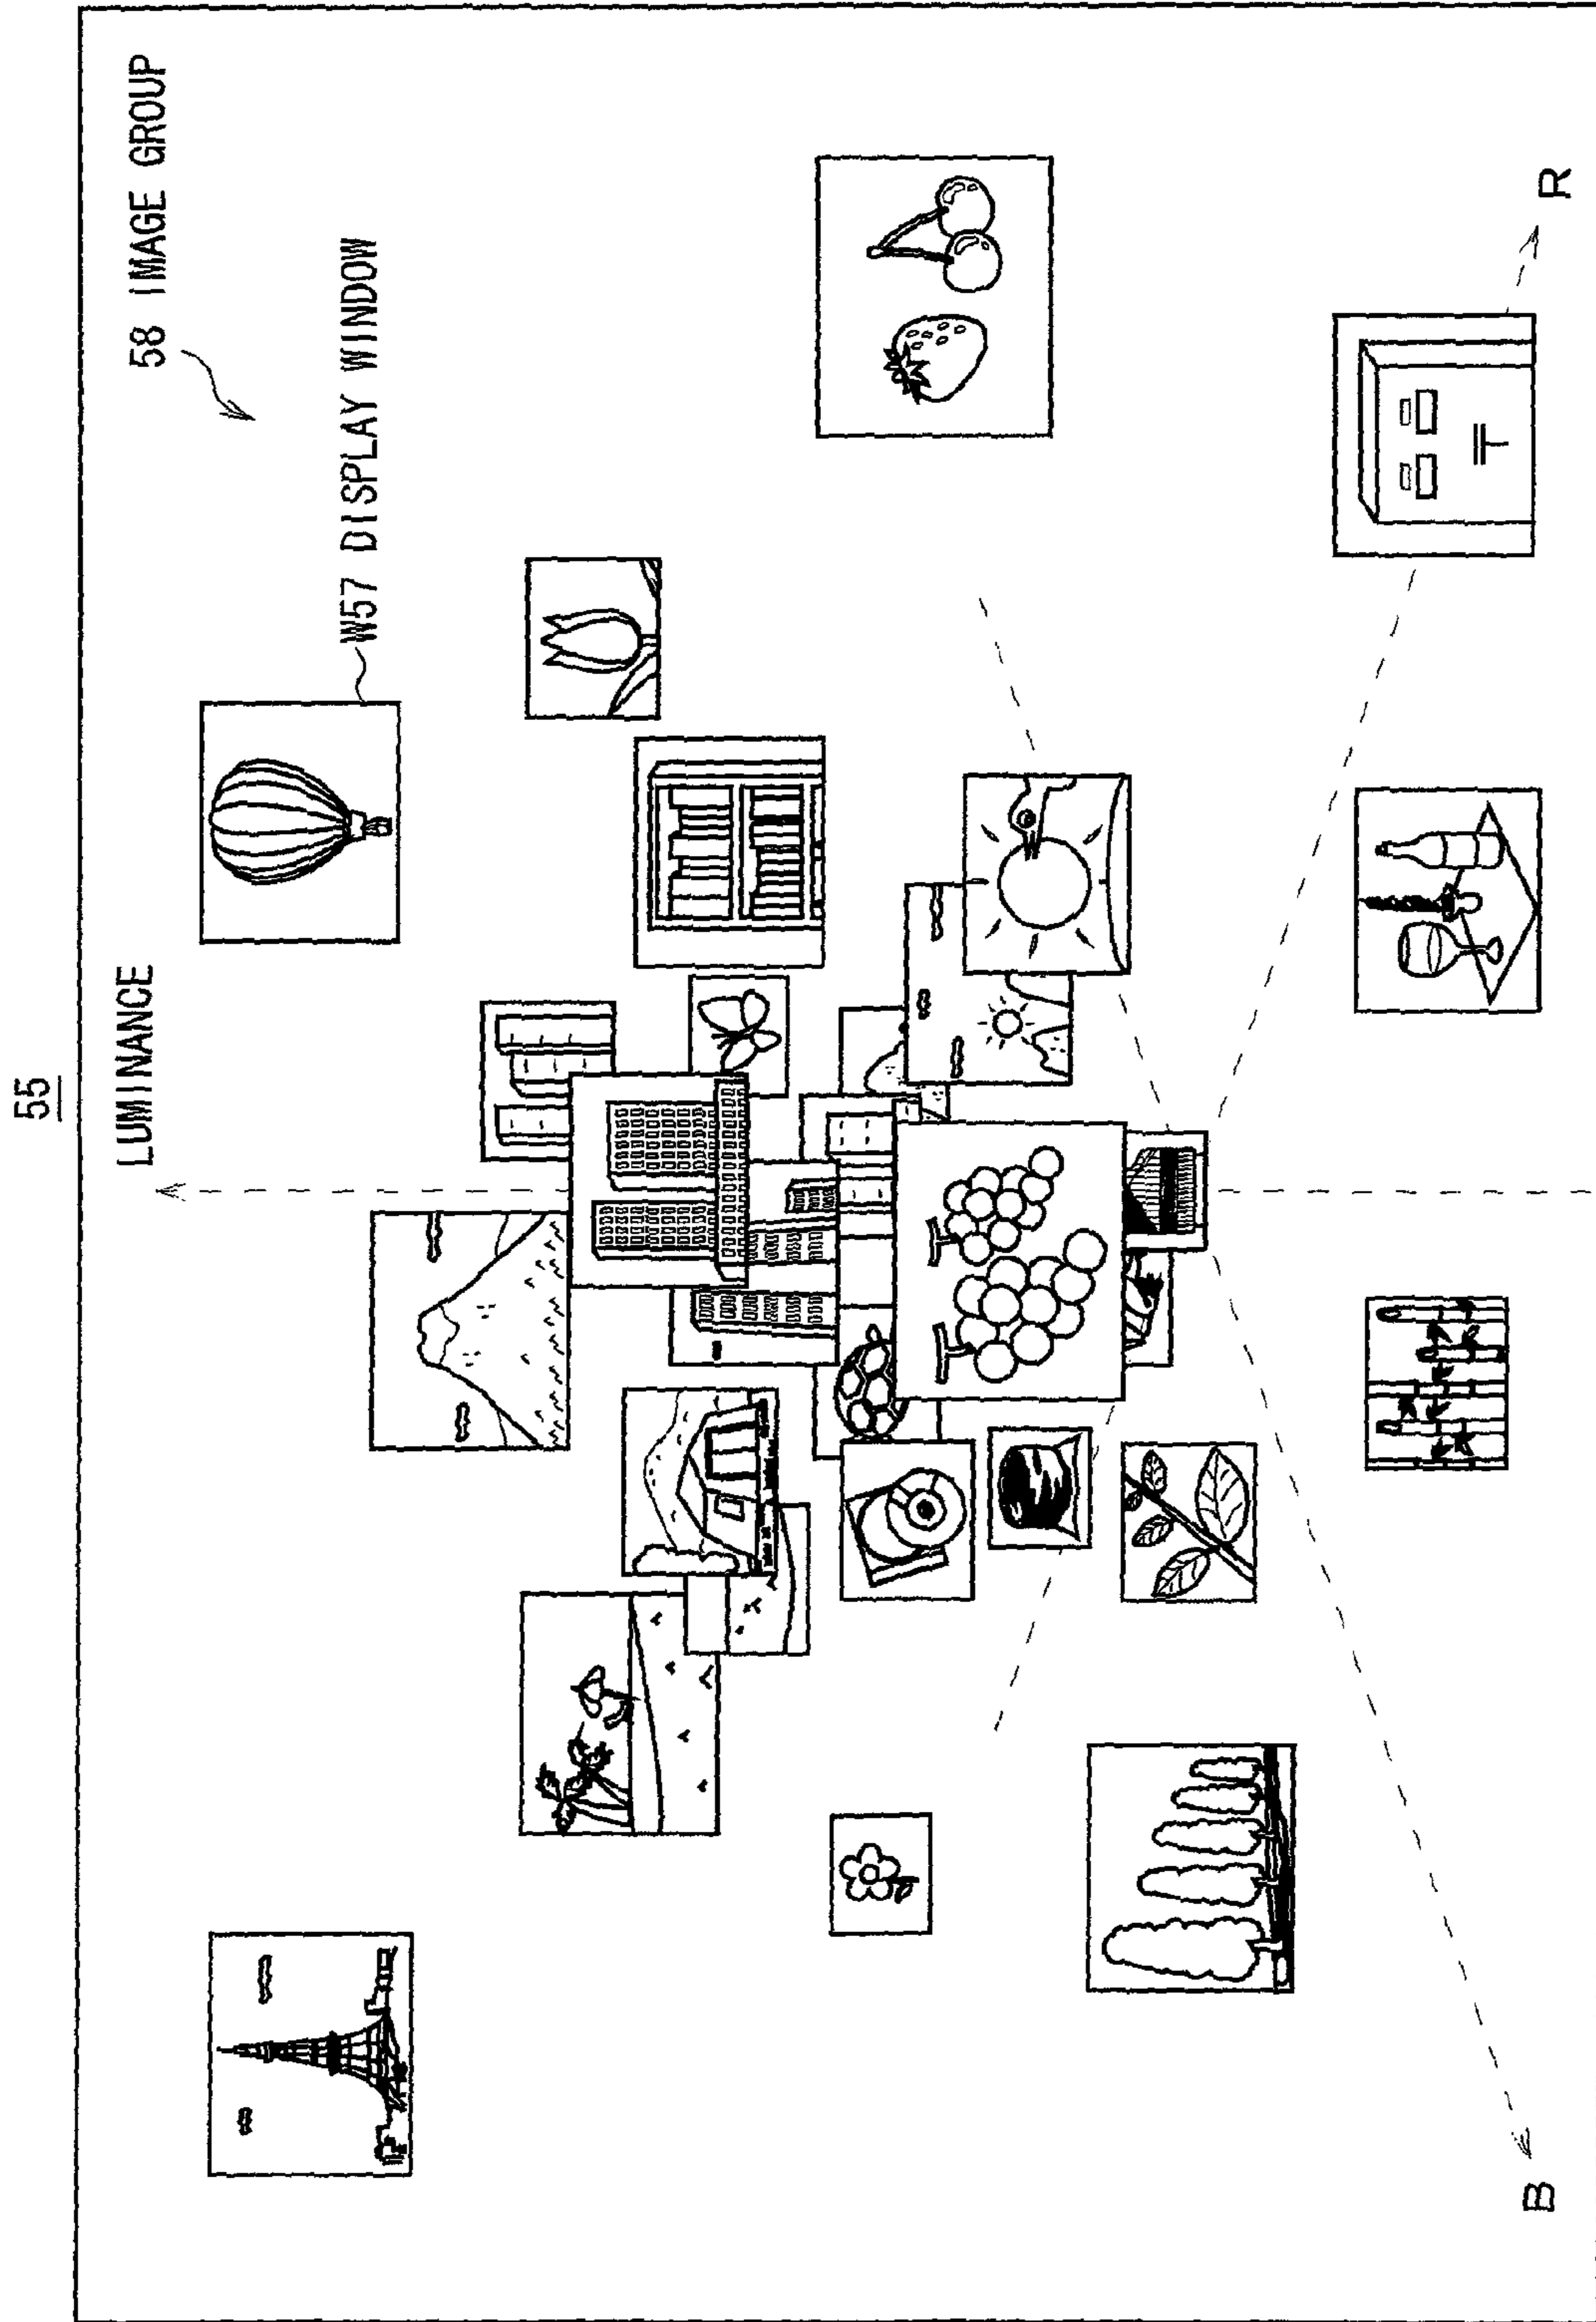 55
58 IMAGE GROUP
LUMINANCE
W57 DISPLAY WINDOW
〒
B
R